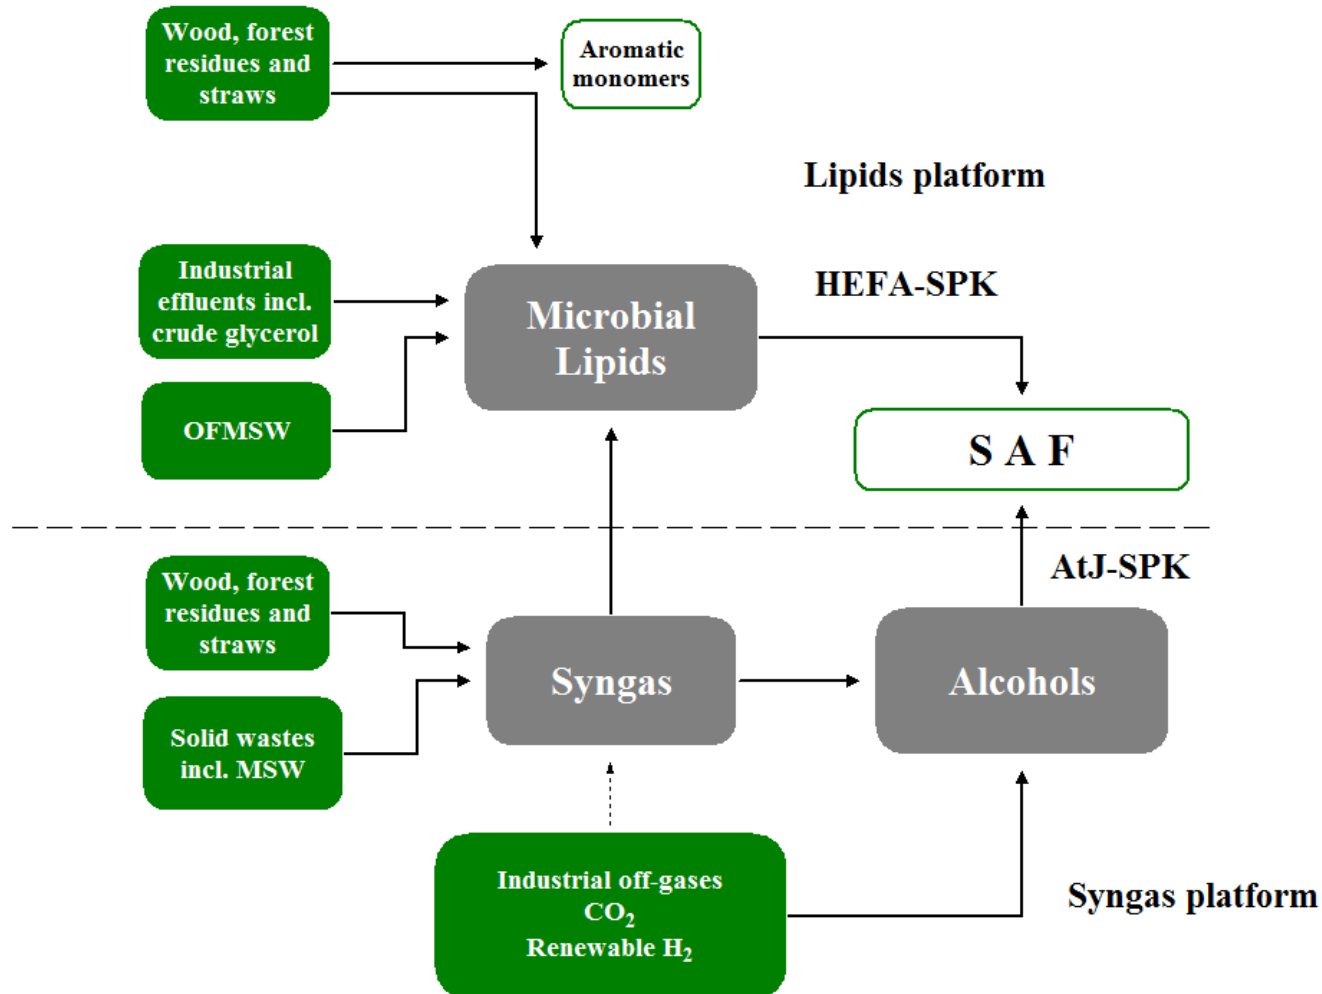 Wood, forest
residues and
straws
Aromatic
monomers
Lipids platform
Industrial
effluents incl.
crude glycerol
Microbial
Lipids
HEFA-SPK
OFMSW
S A F
Wood, forest
residues and
straws
AtJ-SPK
Syngas
Alcohols
Solid wastes
incl. MSW
Industrial off-gases
CO₂
Renewable H₂
Syngas platform